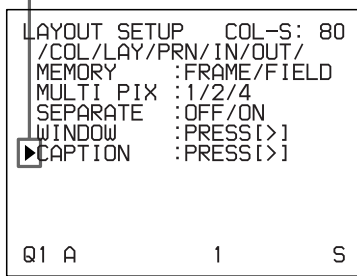 LAYOUT SETUP COL-S: 80
/COL/LAY/PRN/IN/OUT/
MEMORY :FRAME/FIELD
MULTI PIX :1/2/4
SEPARATE :OFF/ON
WINDOW :PRESS[>]
▶CAPTION :PRESS[>]
Q1 A 1 S